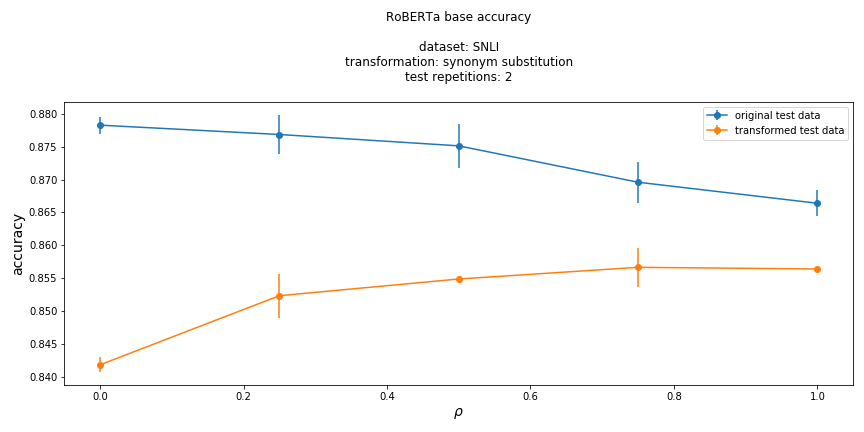 RoBERTa base accuracy
dataset: SNLI
transformation: synonym substitution
test repetitions: 2
original test data
transformed test data
accuracy
0.880
0.875
0.870
0.865
0.860
0.855
0.850
0.845
0.840
0.0 0.2 0.4 0.6 0.8 1.0
ρ